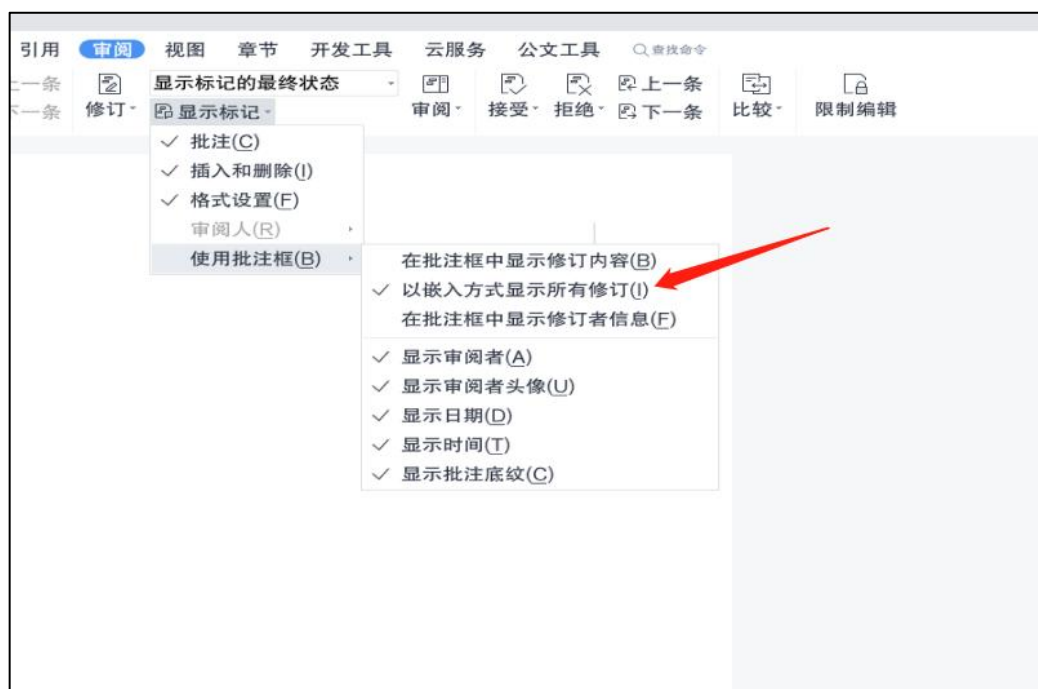 引用 审阅 视图 章节 开发工具 云服务 公文工具 查找命令
上一条 修订 显示标记的最终状态 审阅 接受 拒绝 上一条 比较 限制编辑
下一条 显示标记 下一条
批注(C)
插入和删除(I)
格式设置(F)
审阅人(R)
使用批注框(B)
在批注框中显示修订内容(B)
以嵌入方式显示所有修订(I)
在批注框中显示修订者信息(F)
显示审阅者(A)
显示审阅者头像(U)
显示日期(D)
显示时间(T)
显示批注底纹(C)